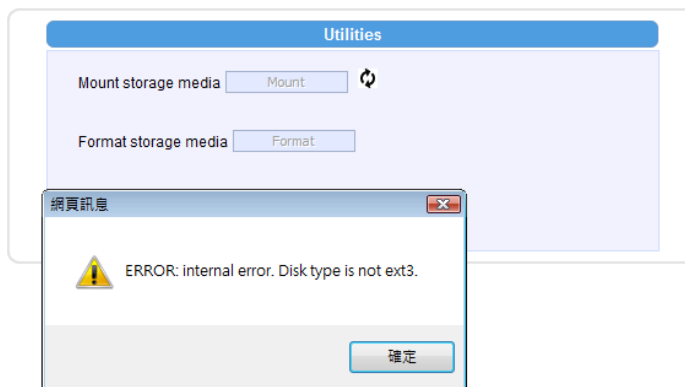 Utilities
Mount storage media Mount
Format storage media Format
網頁訊息
ERROR: internal error. Disk type is not ext3.
確定